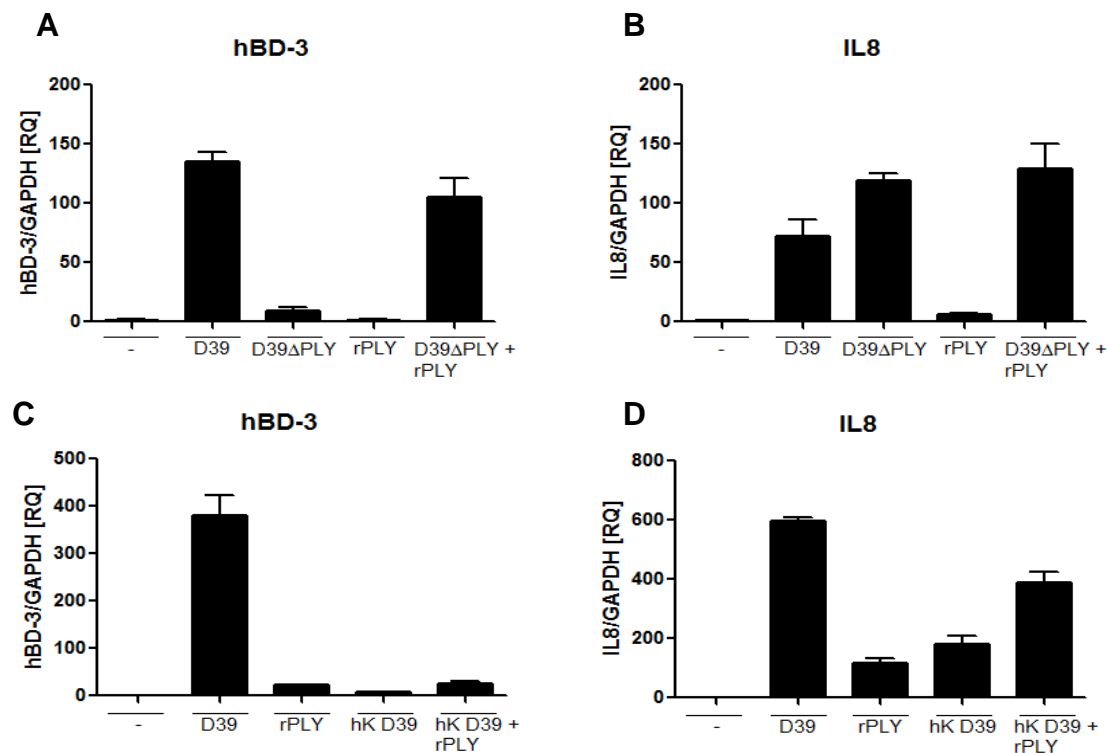 A
hBD-3
hBD-3/GAPDH [RQ]
200
150
100
50
0
-
D39
D39ΔPLY
rPLY
D39ΔPLY +
rPLY
B
IL8
IL8/GAPDH [RQ]
200
150
100
50
0
-
D39
D39ΔPLY
rPLY
D39ΔPLY +
rPLY
C
hBD-3
hBD-3/GAPDH [RQ]
500
400
300
200
100
0
-
D39
rPLY
hK D39
hK D39 +
rPLY
D
IL8
IL8/GAPDH [RQ]
800
600
400
200
0
-
D39
rPLY
hK D39
hK D39 +
rPLY